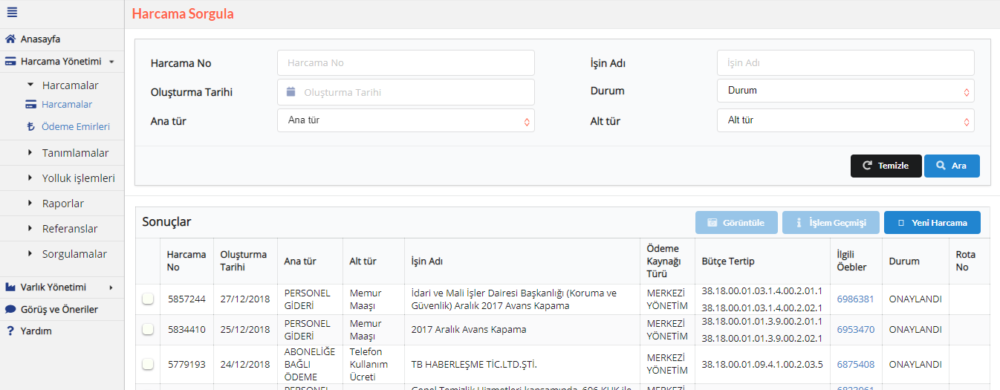 Harcama Sorgula
Anasayfa
Harcama Yönetimi
Harcamalar
Harcamalar
Ödeme Emirleri
Tanımlamalar
Yolluk işlemleri
Raporlar
Referanslar
Sorgulamalar
Varlık Yönetimi
Görüş ve Öneriler
Yardım
Harcama No Harcama No İşin Adı İşin Adı
Oluşturma Tarihi Oluşturma Tarihi Durum Durum
Ana tür Ana tür Alt tür Alt tür
Temizle Ara
Sonuçlar Görüntüle İşlem Geçmişi Yeni Harcama
Harcama No Oluşturma Tarihi Ana tür Alt tür İşin Adı Ödeme Kaynağı Türü Bütçe Tertip İlgili Öebler Durum Rota No
5857244 27/12/2018 PERSONEL GİDERİ Memur Maaşı İdari ve Mali İşler Dairesi Başkanlığı (Koruma ve Güvenlik) Aralık 2017 Avans Kapama MERKEZİ YÖNETİM 38.18.00.01.03.1.4.00.2.01.1 38.18.00.01.03.1.4.00.2.02.1 6986381 ONAYLANDI
5834410 25/12/2018 PERSONEL GİDERİ Memur Maaşı 2017 Aralık Avans Kapama MERKEZİ YÖNETİM 38.18.00.01.01.3.9.00.2.01.1 38.18.00.01.01.3.9.00.2.02.1 6953470 ONAYLANDI
5779193 24/12/2018 ABONELİĞE BAĞLI ÖDEME Telefon Kullanım Ücreti TB HABERLEŞME TİC.LTD.ŞTİ. MERKEZİ YÖNETİM 38.18.00.01.09.4.1.00.2.03.5 6875408 ONAYLANDI